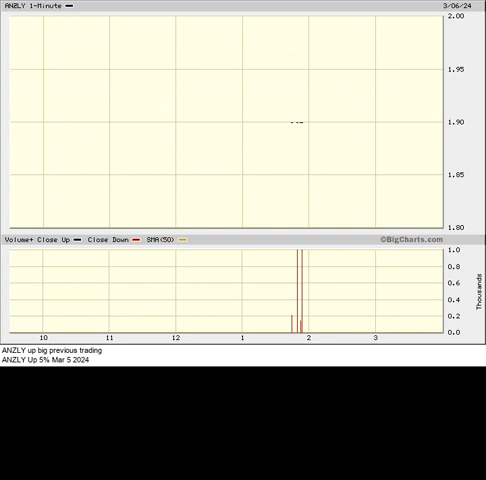 ANZLY 1-Minute 3/06/24
2.00
1.95
1.90
1.85
1.80
Volume+ Close Up Close Down SMA(50) ©BigCharts.com
1.0
0.8
0.6
0.4
0.2
0.0
Thousands
10 11 12 1 2 3
ANZLY up big previous trading
ANZLY Up 5% Mar 5 2024